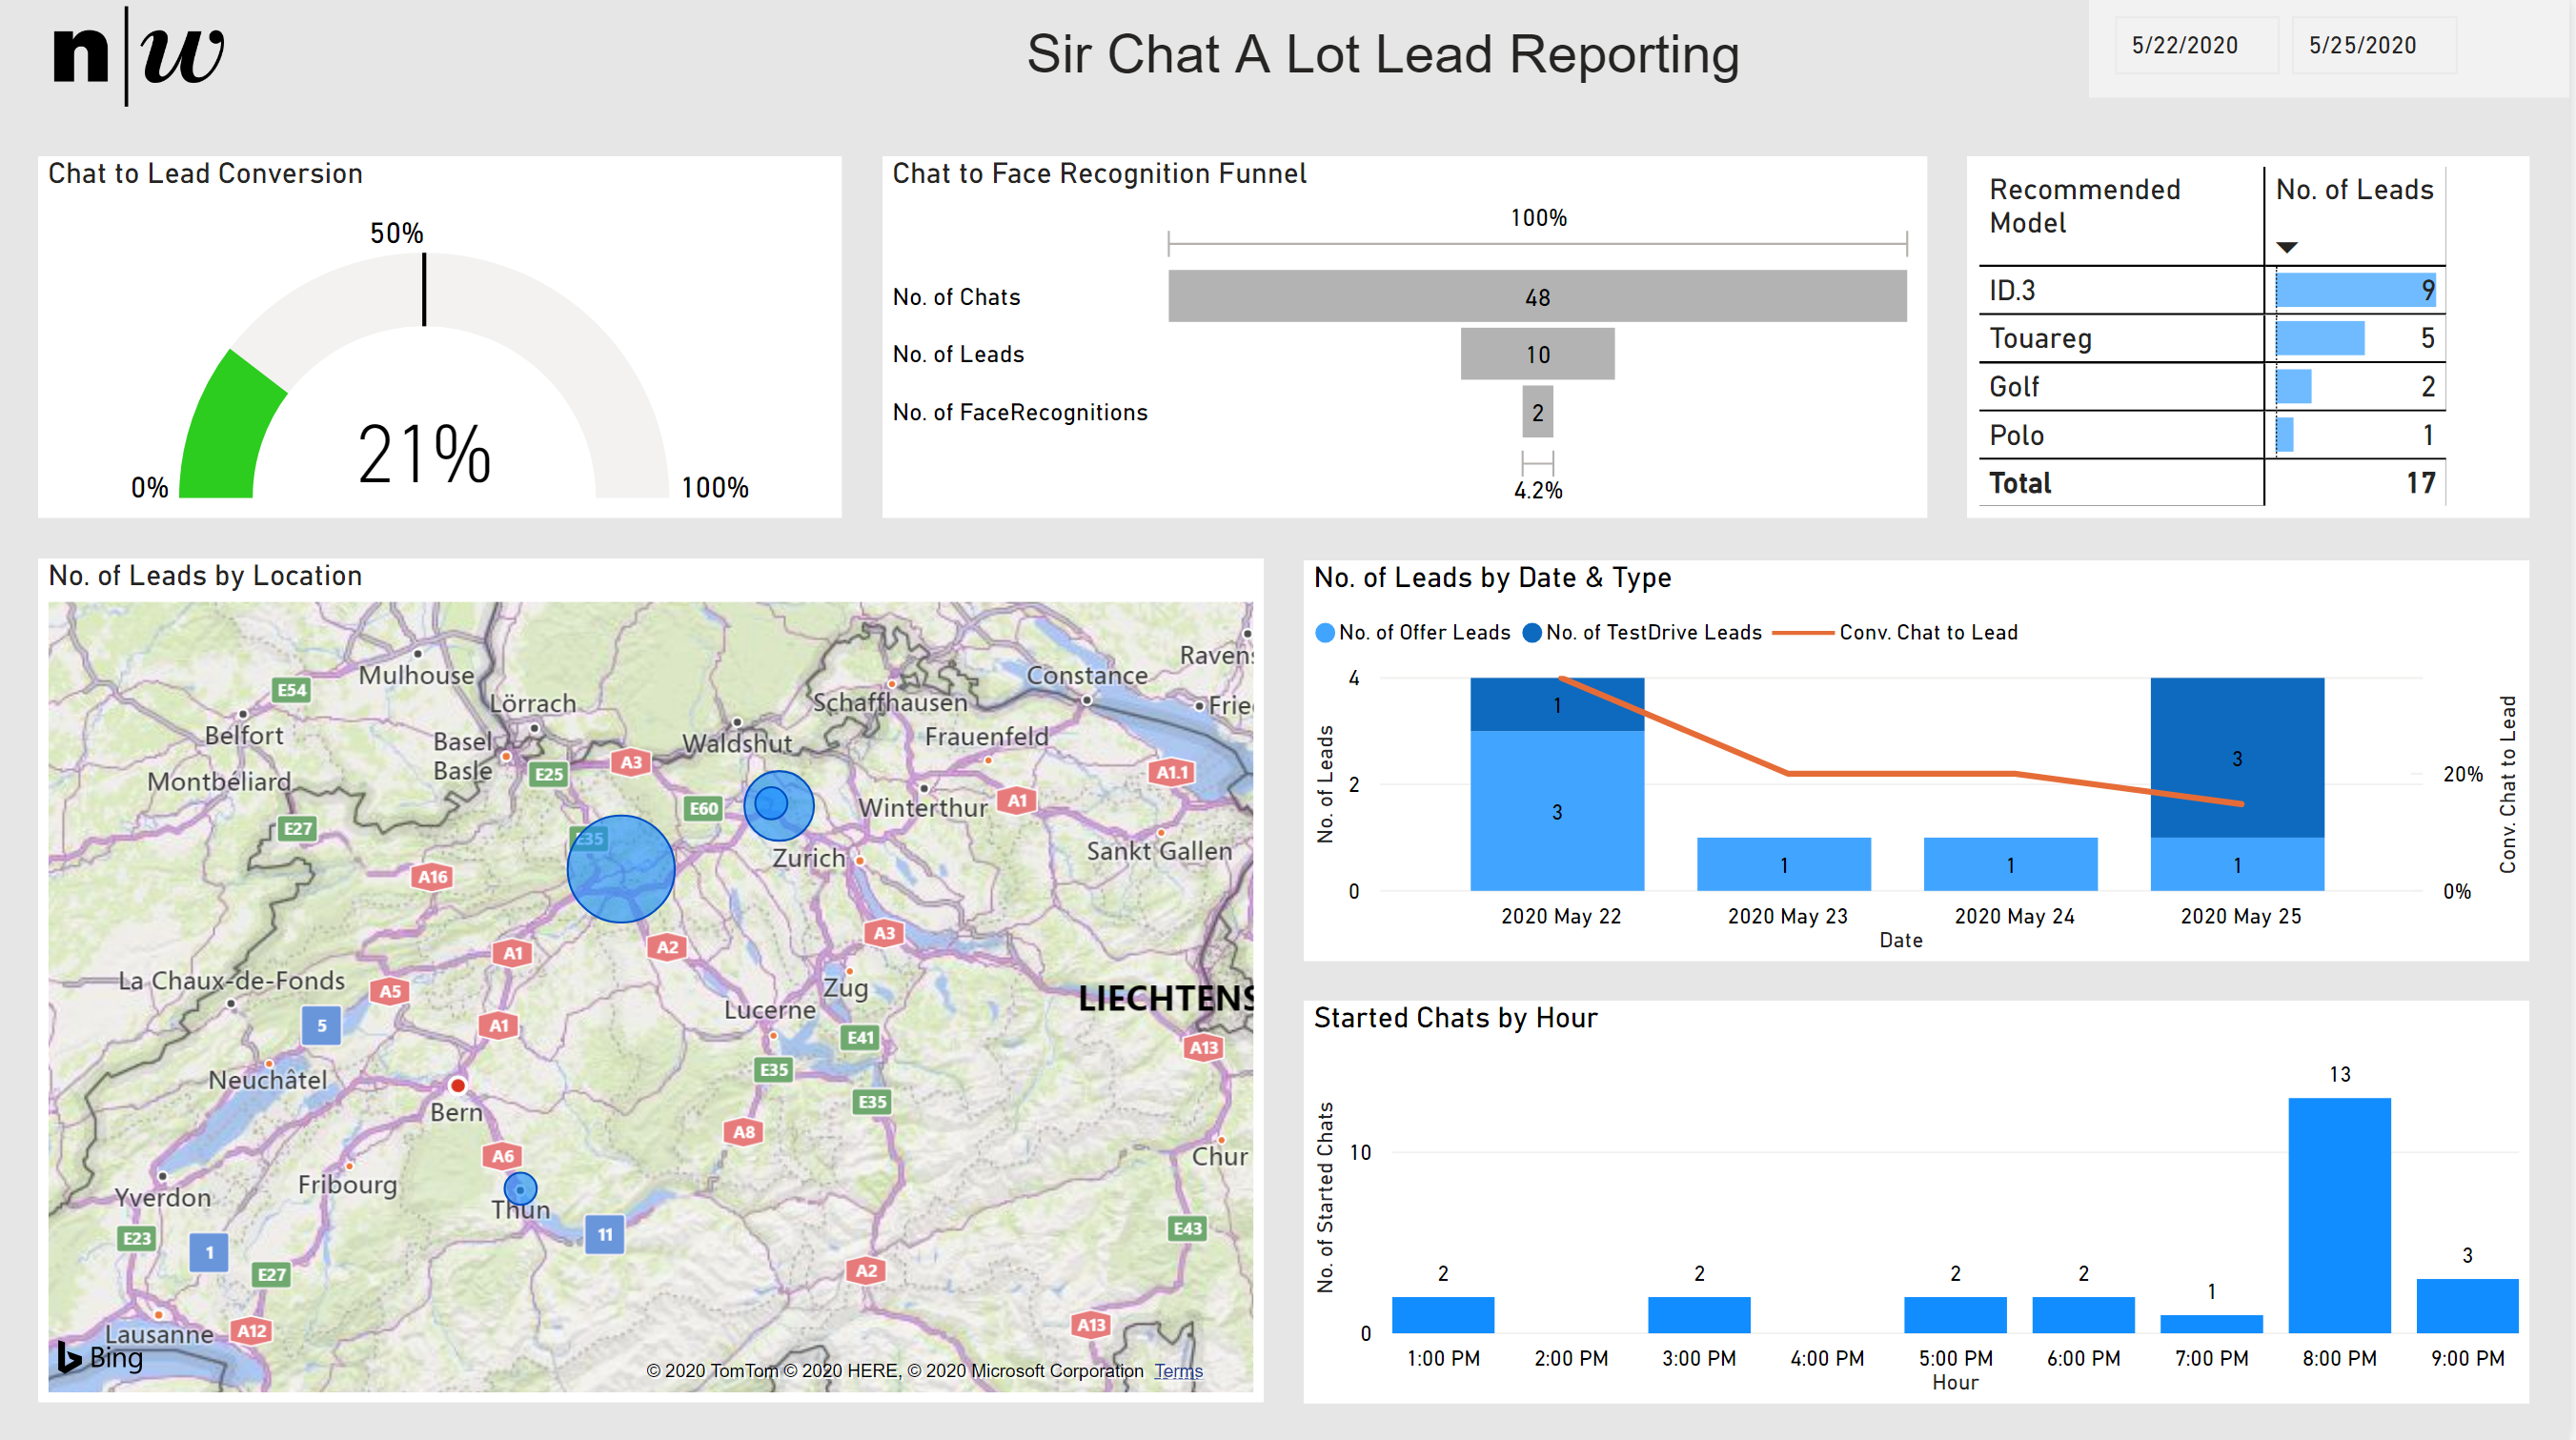 n|w
Sir Chat A Lot Lead Reporting
5/22/2020 5/25/2020
Chat to Lead Conversion
50%
21%
0% 100%
Chat to Face Recognition Funnel
100%
No. of Chats 48
No. of Leads 10
No. of FaceRecognitions 2
4.2%
Recommended Model No. of Leads
ID.3 9
Touareg 5
Golf 2
Polo 1
Total 17
No. of Leads by Location
Mulhouse
Ravens
Constance
E54
Lörrach
Schaffhausen
Frie
Belfort
Basel
Basle
Waldshut
Frauenfeld
A3
E25
A1.1
Montbéliard
E60
Winterthur
A1
E27
E35
Zurich
Sankt Gallen
A16
A1
A2
A3
La Chaux-de-Fonds
A5
Zug
LIECHTENS
Lucerne
5
A1
E41
A13
Neuchâtel
E35
Bern
E35
A8
A6
Chur
Yverdon
Fribourg
Thun
E23
1
11
E43
E27
A2
Lausanne
A12
A13
Bing
© 2020 TomTom © 2020 HERE, © 2020 Microsoft Corporation Terms
No. of Leads by Date & Type
No. of Offer Leads No. of TestDrive Leads Conv. Chat to Lead
No. of Leads
4
2
0
1
3
1
1
3
1
20%
0%
Conv. Chat to Lead
2020 May 22 2020 May 23 2020 May 24 2020 May 25
Date
Started Chats by Hour
No. of Started Chats
10
0
2
2
2
2
1
13
3
1:00 PM 2:00 PM 3:00 PM 4:00 PM 5:00 PM 6:00 PM 7:00 PM 8:00 PM 9:00 PM
Hour